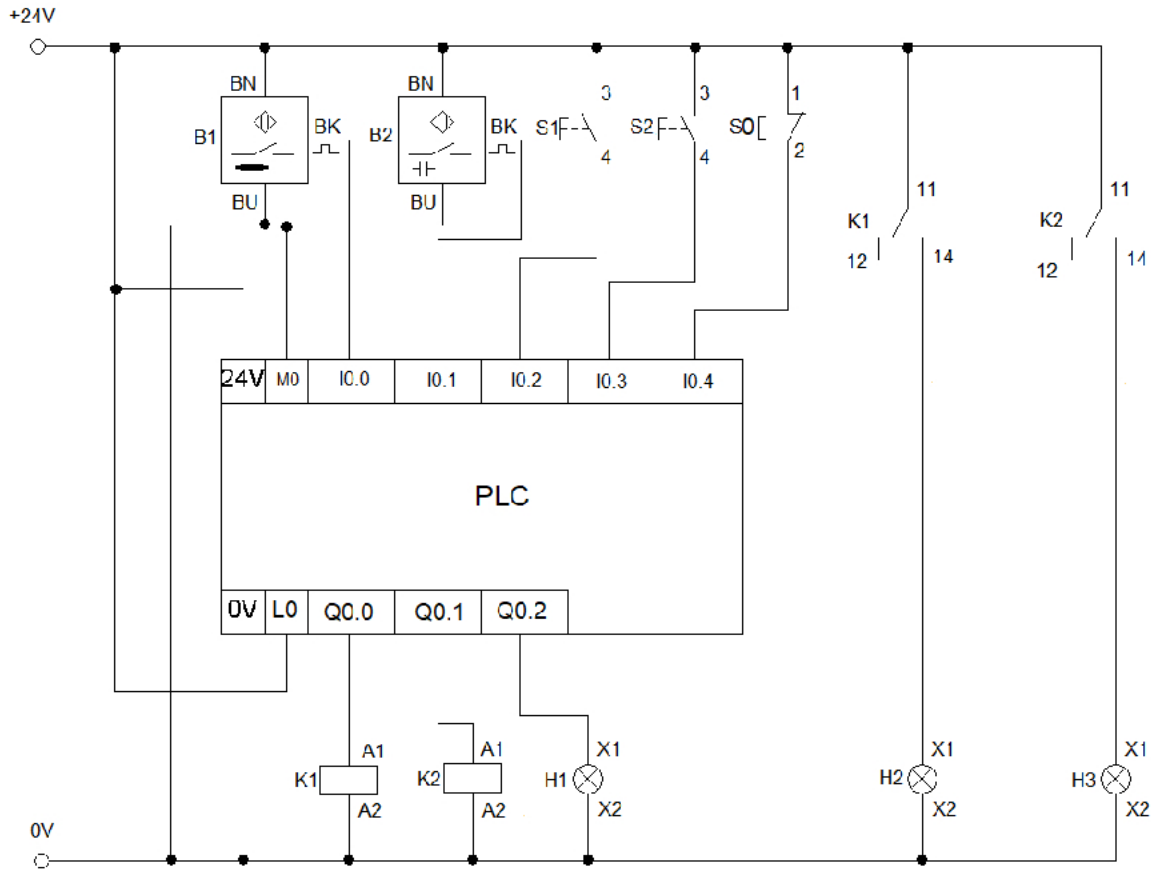 +24V
BN
BN
3
3
1
B1
BK
B2
BK
S1
S2
S0
4
4
2
BU
BU
11
11
K1
K2
12
14
12
14
24V
M0
I0.0
I0.1
I0.2
I0.3
I0.4
PLC
0V
L0
Q0.0
Q0.1
Q0.2
A1
A1
X1
X1
X1
K1
K2
H1
H2
H3
A2
A2
X2
X2
X2
0V